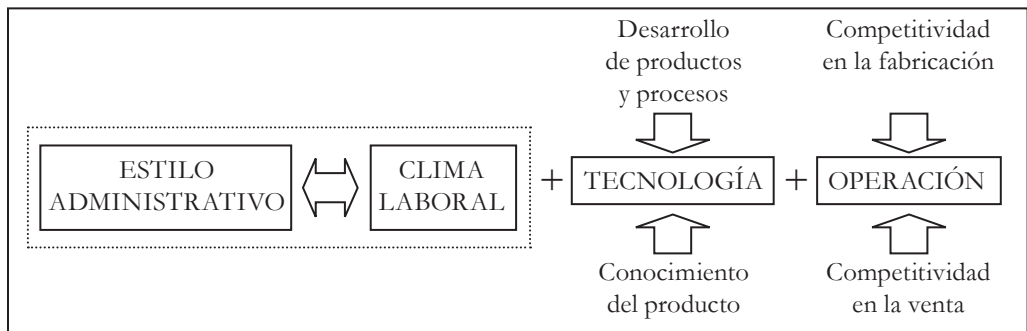 Desarrollo
de productos
y procesos
Competitividad
en la fabricación
ESTILO
ADMINISTRATIVO
CLIMA
LABORAL
+
TECNOLOGÍA
+
OPERACIÓN
Conocimiento
del producto
Competitividad
en la venta